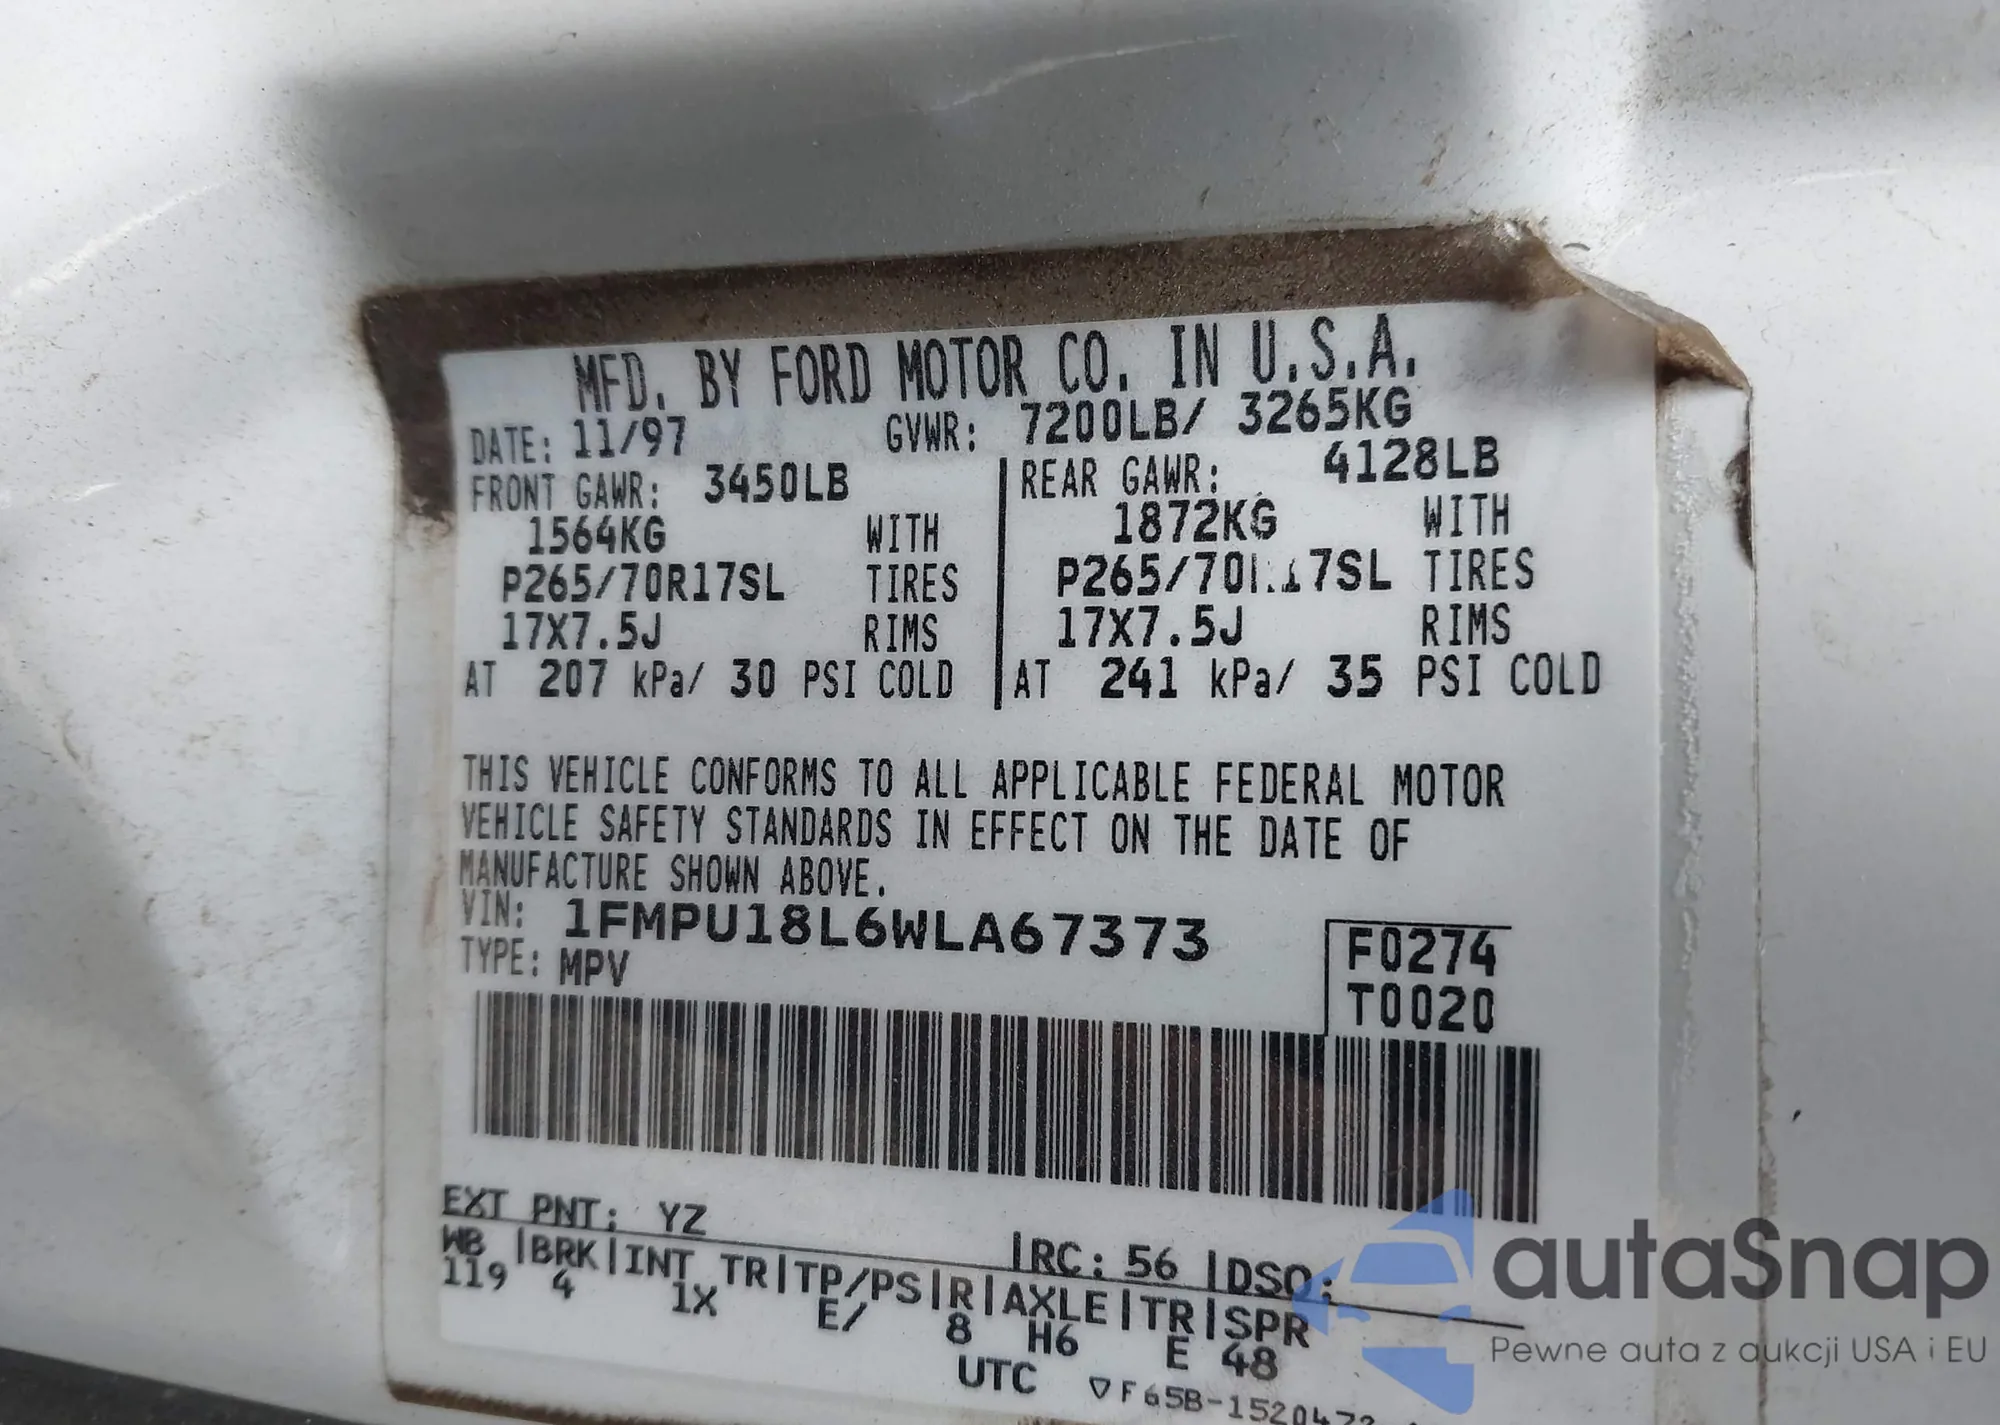 MFD. BY FORD MOTOR CO. IN U.S.A.
DATE: 11/97 GVWR: 7200LB/ 3265KG
FRONT GAWR: 3450LB REAR GAWR: 4128LB
1564KG WITH 1872KG WITH
P265/70R17SL TIRES P265/70R17SL TIRES
17X7.5J RIMS 17X7.5J RIMS
AT 207 kPa/ 30 PSI COLD AT 241 kPa/ 35 PSI COLD
THIS VEHICLE CONFORMS TO ALL APPLICABLE FEDERAL MOTOR
VEHICLE SAFETY STANDARDS IN EFFECT ON THE DATE OF
MANUFACTURE SHOWN ABOVE.
VIN: 1FMPU18L6WLA67373 F0274
TYPE: MPV T0020
EXT PNT: YZ RC: 56 DSO:
WB BRK INT TR TP/PS R AXLE TR SPR
119 4 1X E/ 8 H6 E 48
UTC
autaSnap
Pewne auta z aukcji USA i EU